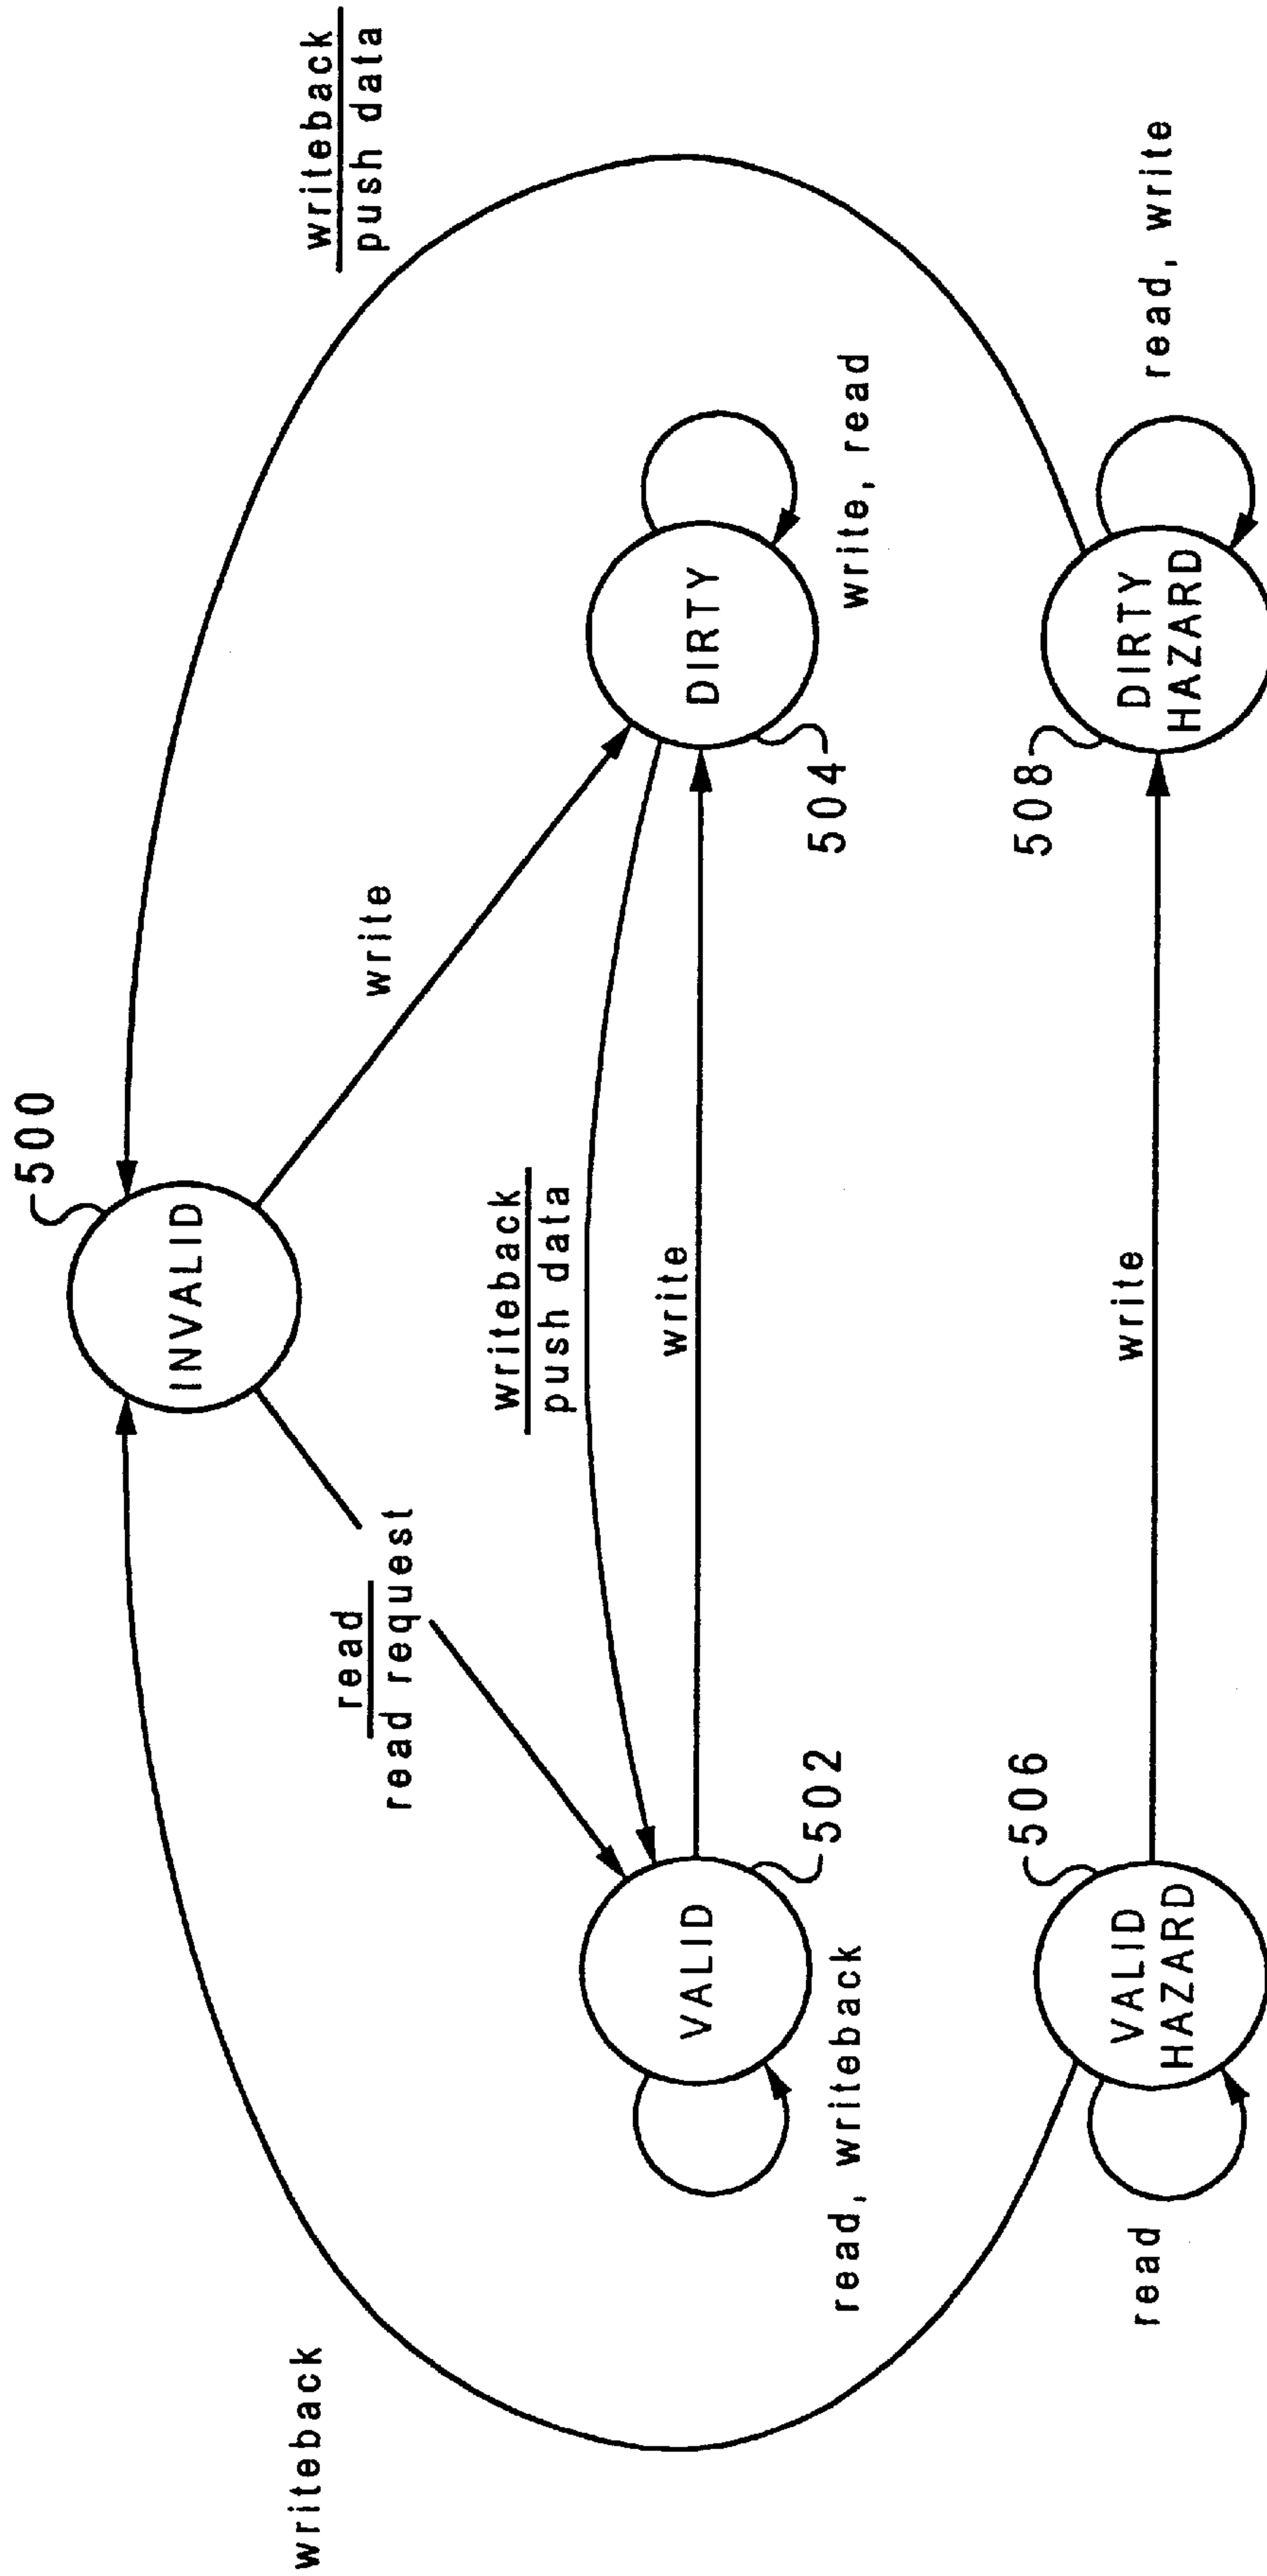 500
INVALID
writeback
writeback
push data
read
read request
write
writeback
push data
write
VALID
502
DIRTY
504
read, writeback
write, read
write
506
508
VALID
HAZARD
DIRTY
HAZARD
read
read, write